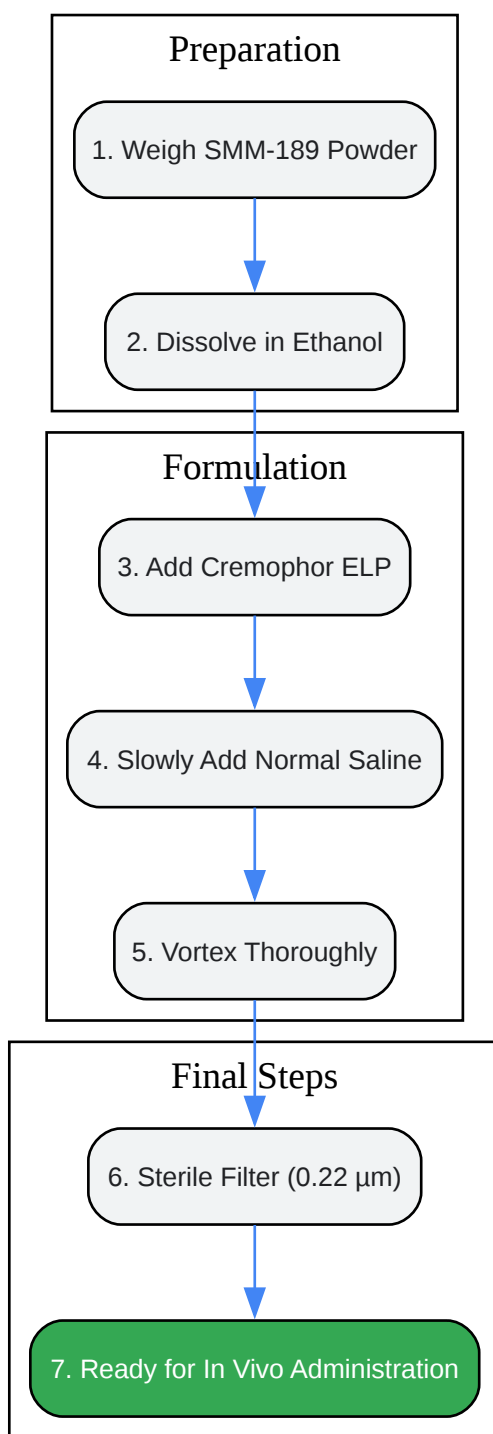 Preparation
1. Weigh SMM-189 Powder
2. Dissolve in Ethanol
Formulation
3. Add Cremophor ELP
4. Slowly Add Normal Saline
5. Vortex Thoroughly
Final Steps
6. Sterile Filter (0.22 µm)
7. Ready for In Vivo Administration